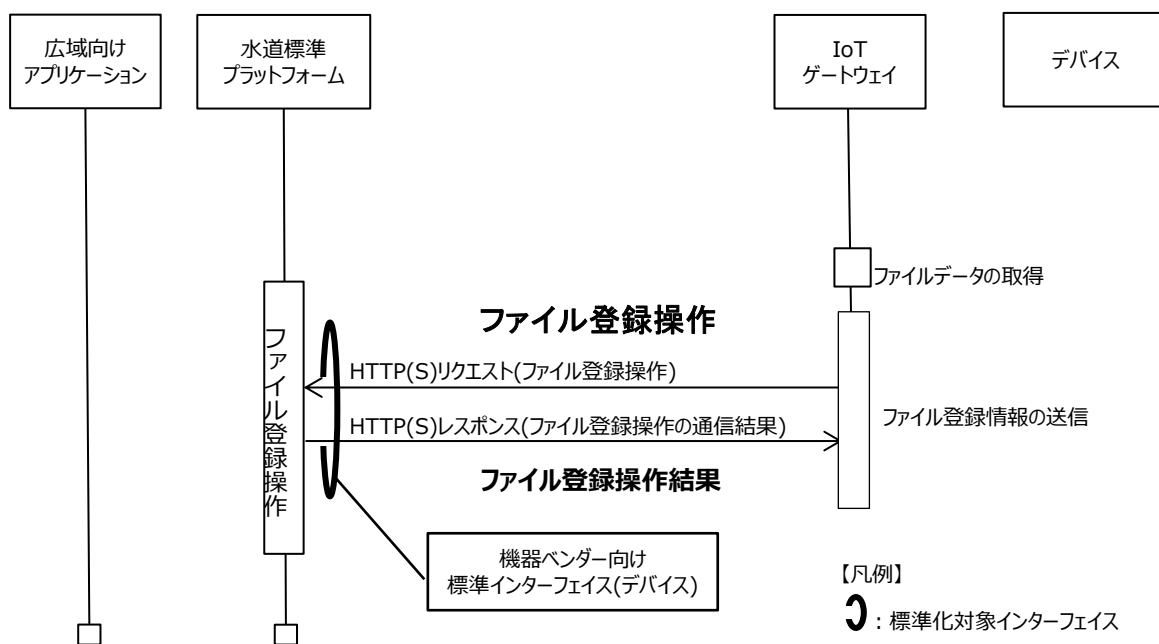 広域向け
アプリケーション
水道標準
プラットフォーム
IoT
ゲートウェイ
デバイス
ファイルデータの取得
ファイル登録操作
ファイル登録操作
HTTP(S)リクエスト(ファイル登録操作)
ファイル登録情報の送信
HTTP(S)レスポンス(ファイル登録操作の通信結果)
ファイル登録操作結果
機器ベンダー向け
標準インターフェイス(デバイス)
【凡例】
：標準化対象インターフェイス